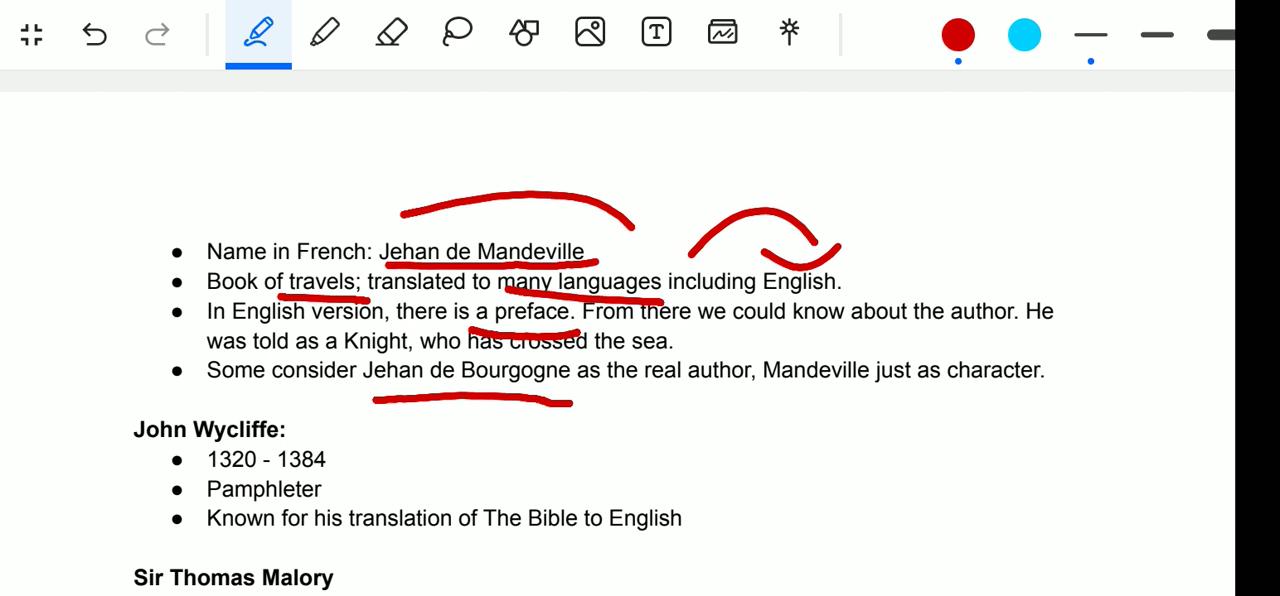 ● Name in French: Jehan de Mandeville
● Book of travels; translated to many languages including English.
● In English version, there is a preface. From there we could know about the author. He
was told as a Knight, who has crossed the sea.
● Some consider Jehan de Bourgogne as the real author, Mandeville just as character.
John Wycliffe:
● 1320 - 1384
● Pamphleter
● Known for his translation of The Bible to English
Sir Thomas Malory